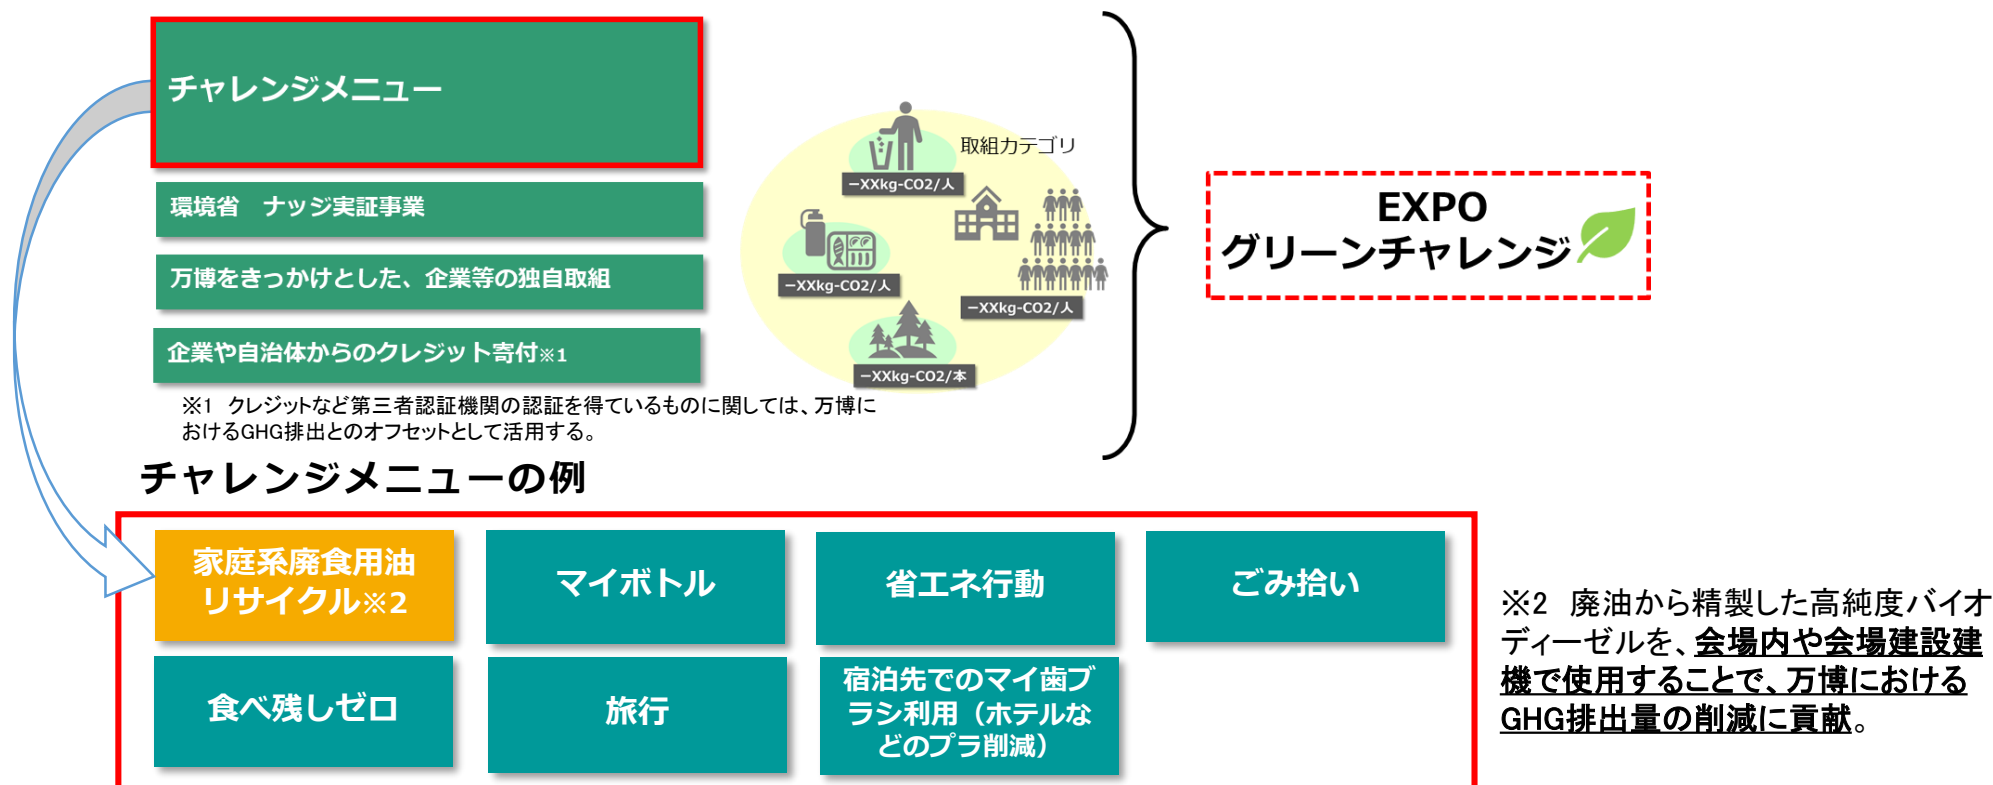 チャレンジメニュー
環境省　ナッジ実証事業
万博をきっかけとした、企業等の独自取組
企業や自治体からのクレジット寄付※1
※1　クレジットなど第三者認証機関の認証を得ているものに関しては、万博に
おけるGHG排出とのオフセットとして活用する。
取組カテゴリ
−XXkg-CO2/人
−XXkg-CO2/人
−XXkg-CO2/人
−XXkg-CO2/本
EXPO
グリーンチャレンジ
チャレンジメニューの例
家庭系廃食用油
リサイクル※2
マイボトル
省エネ行動
ごみ拾い
食べ残しゼロ
旅行
宿泊先でのマイ歯ブ
ラシ利用（ホテルな
どのプラ削減）
※2　廃油から精製した高純度バイオ
ディーゼルを、会場内や会場建設建
機で使用することで、万博における
GHG排出量の削減に貢献。